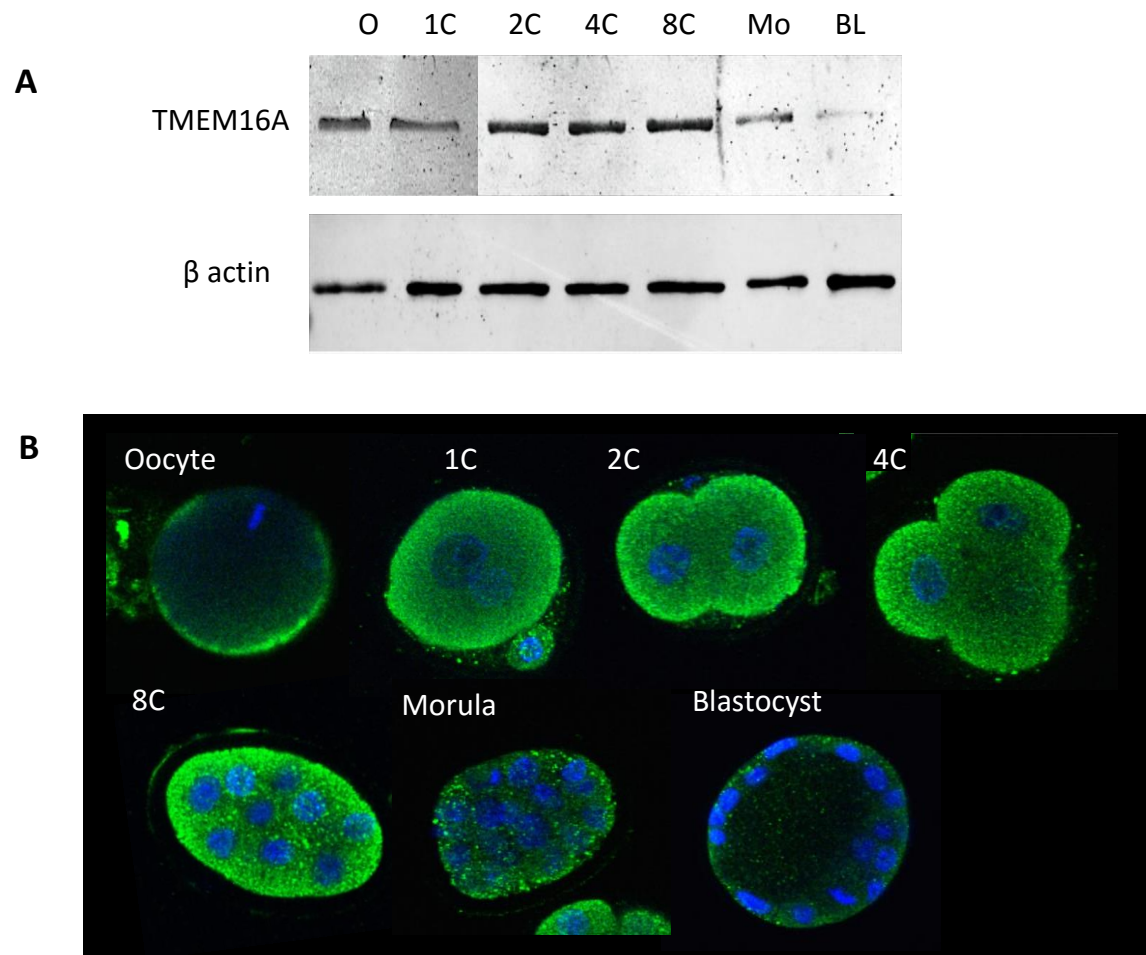 O 1C 2C 4C 8C Mo BL
A
TMEM16A
β actin
B
Oocyte 1C 2C 4C
8C Morula Blastocyst